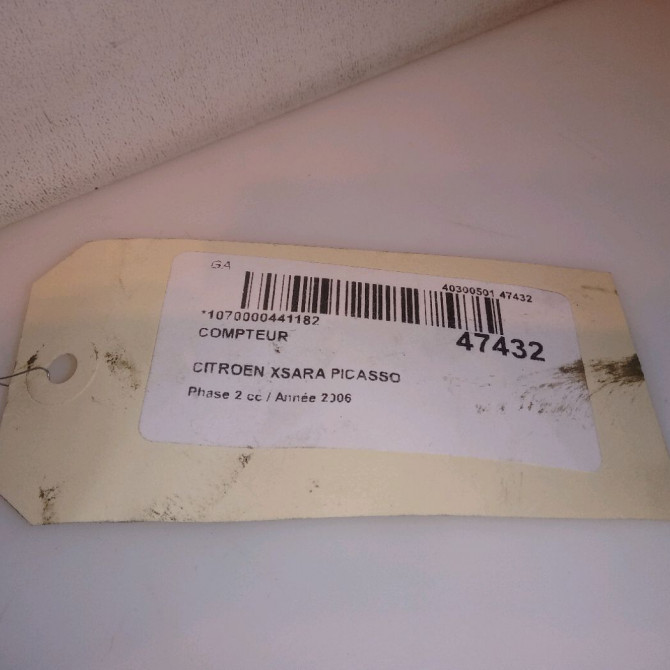 GA
40300501 47432
*1070000441182
COMPTEUR
47432
CITROEN XSARA PICASSO
Phase 2 cc / Année 2006